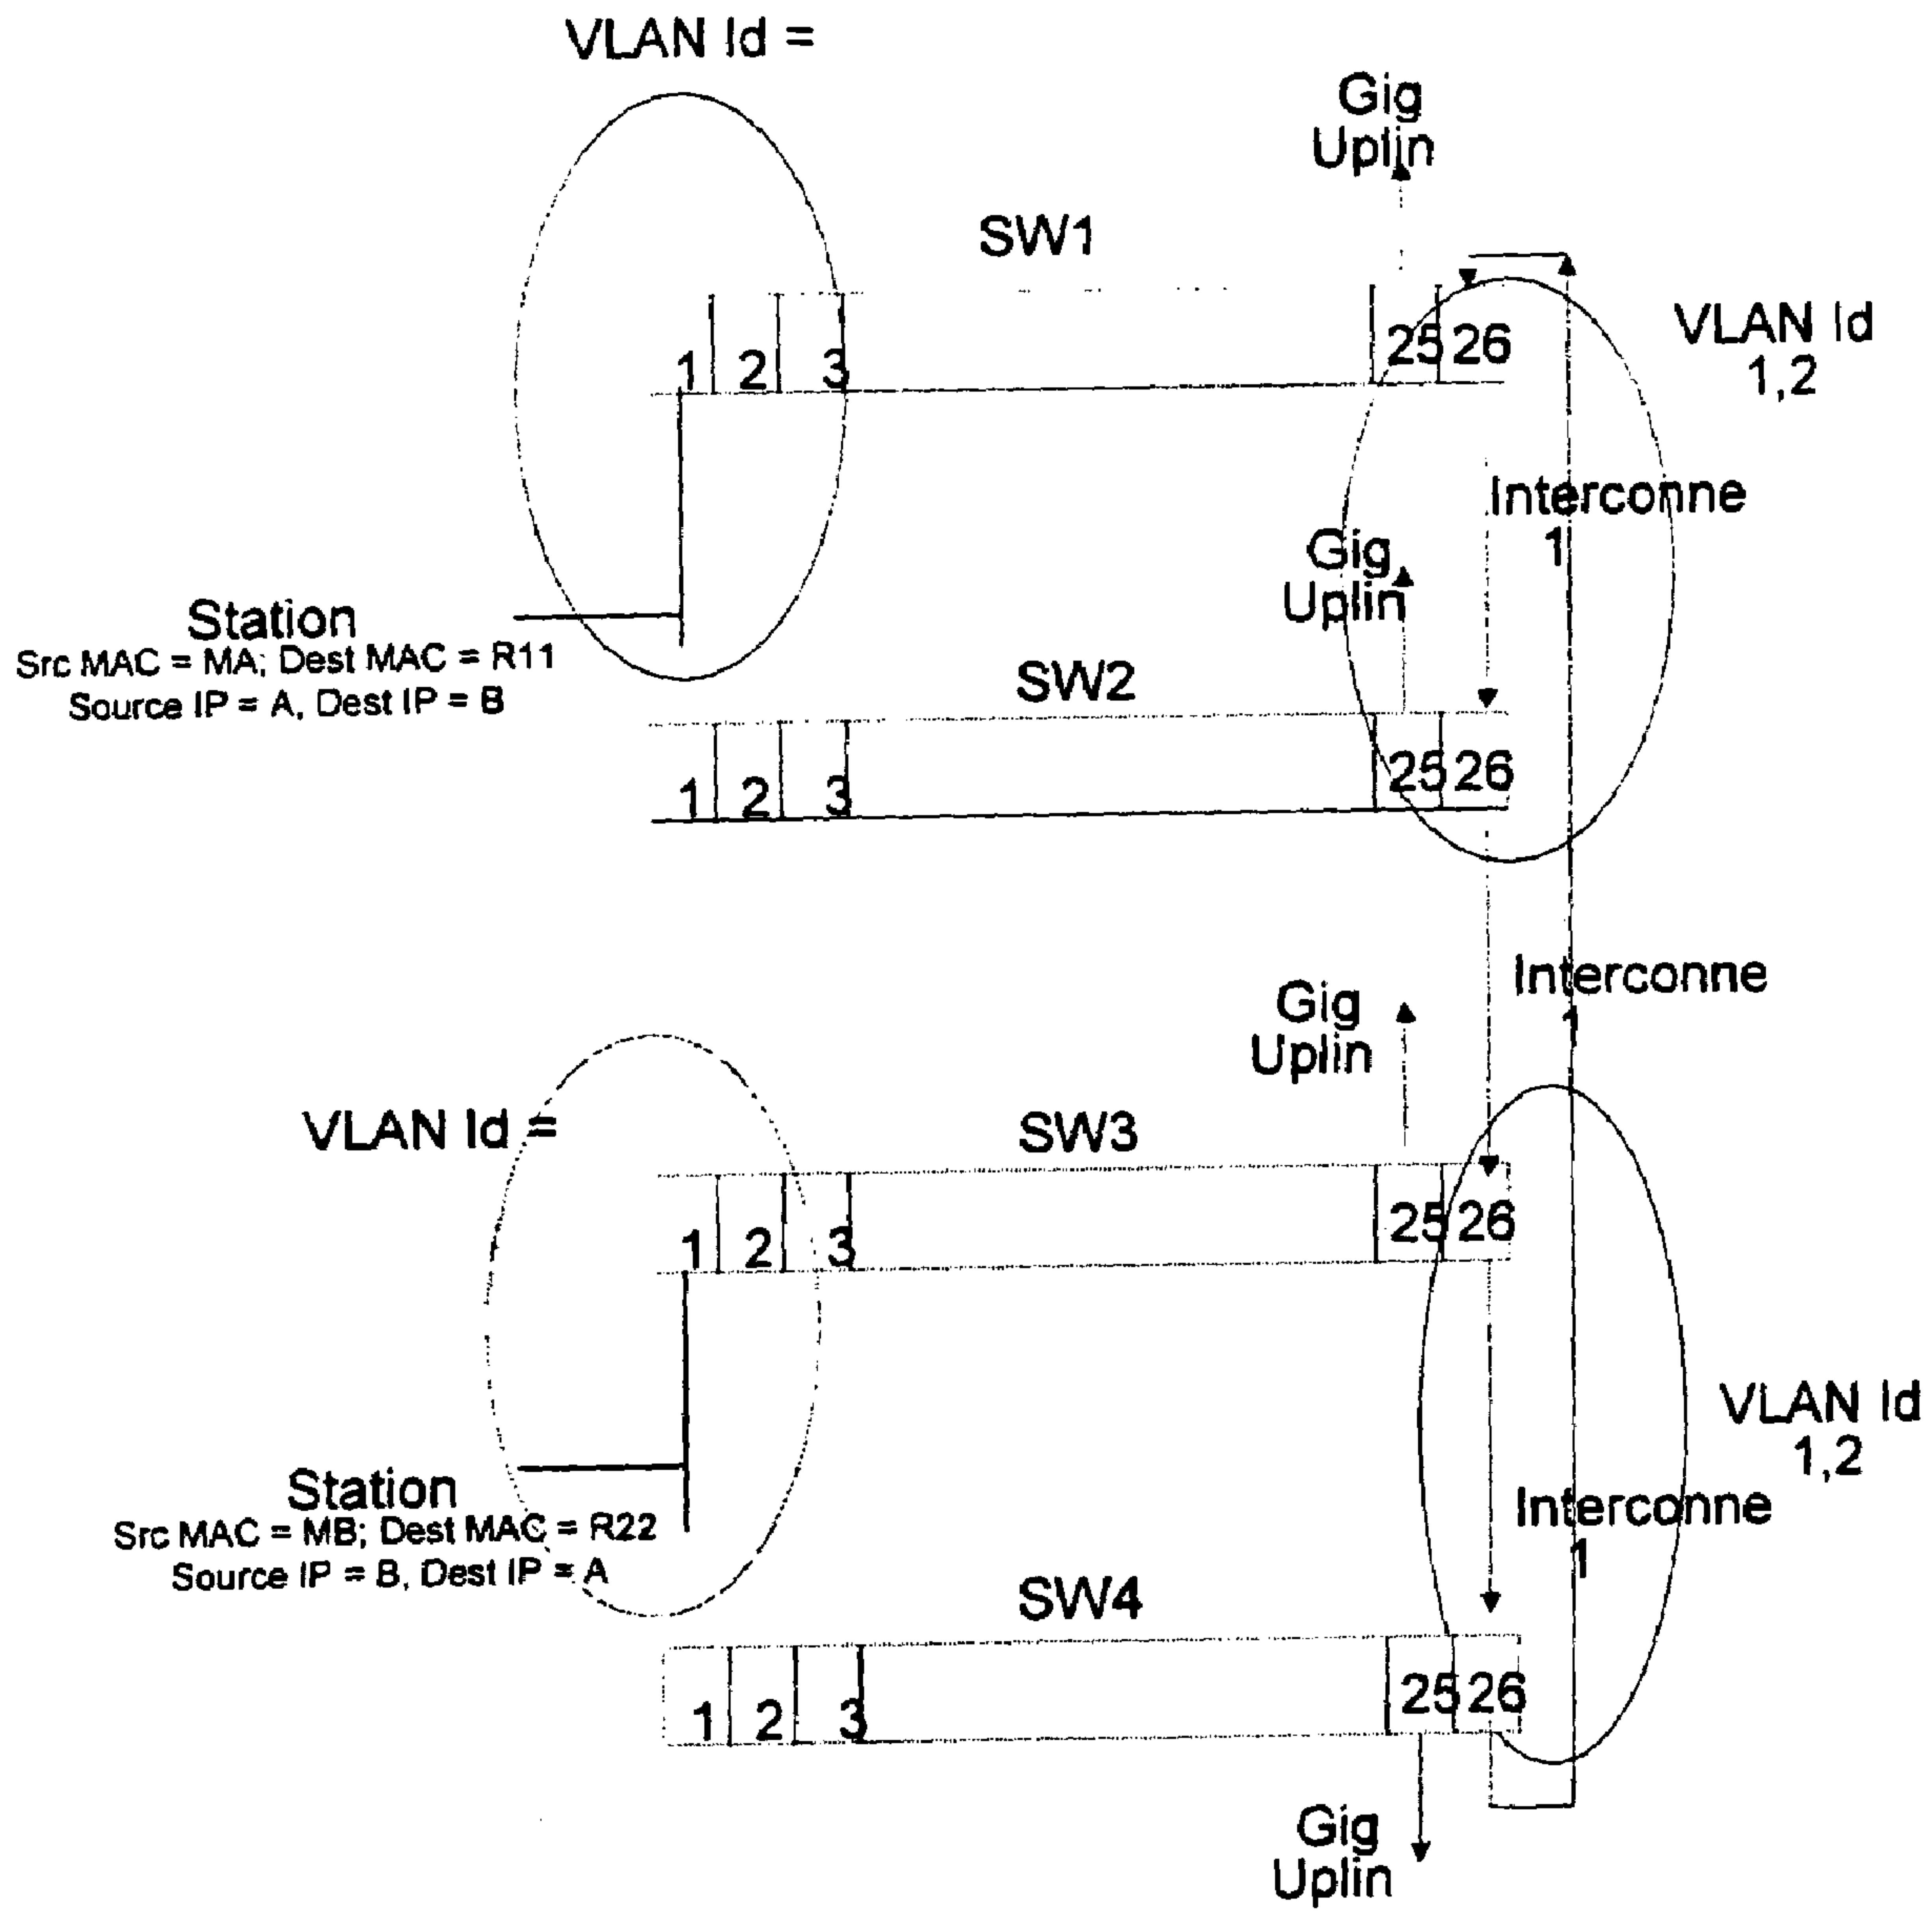 VLAN Id =
Gig
Uplin
SW1
1 2 3 25 26
VLAN Id
1,2
Interconne
1
Gig
Uplin
Station
Src MAC = MA; Dest MAC = R11
Source IP = A, Dest IP = B
SW2
1 2 3 25 26
Interconne
1
Gig
Uplin
VLAN Id =
SW3
1 2 3 25 26
VLAN Id
1,2
Station
Src MAC = MB; Dest MAC = R22
Source IP = B, Dest IP = A
Interconne
1
SW4
1 2 3 25 26
Gig
Uplin